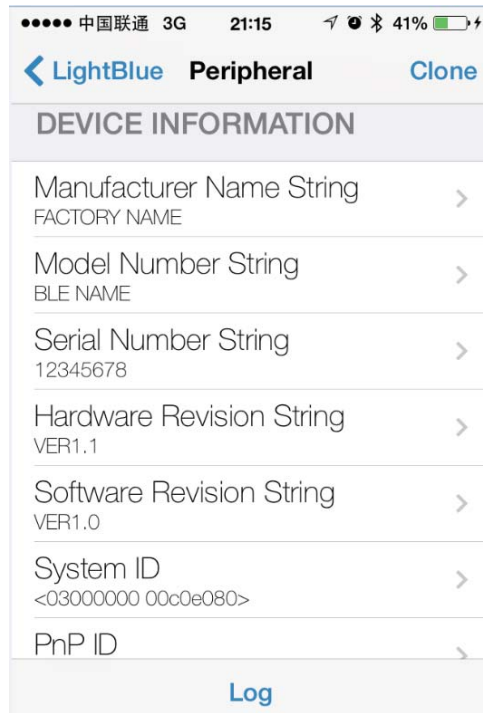 中国联通 3G 21:15 41%
LightBlue Peripheral Clone
DEVICE INFORMATION
Manufacturer Name String
FACTORY NAME
Model Number String
BLE NAME
Serial Number String
12345678
Hardware Revision String
VER1.1
Software Revision String
VER1.0
System ID
<03000000 00c0e080>
PnP ID
Log